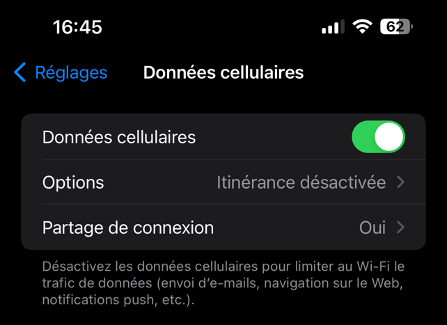 16:45
62
Réglages
Données cellulaires
Données cellulaires
Options
Itinérance désactivée
Partage de connexion
Oui
Désactivez les données cellulaires pour limiter au Wi-Fi le
trafic de données (envoi d’e-mails, navigation sur le Web,
notifications push, etc.).